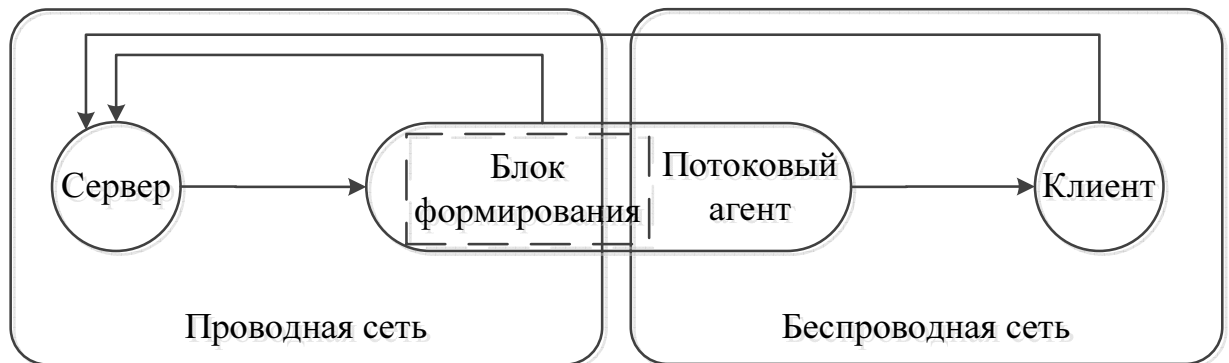 Сервер
Блок
формирования
Потоковый
агент
Клиент
Проводная сеть
Беспроводная сеть